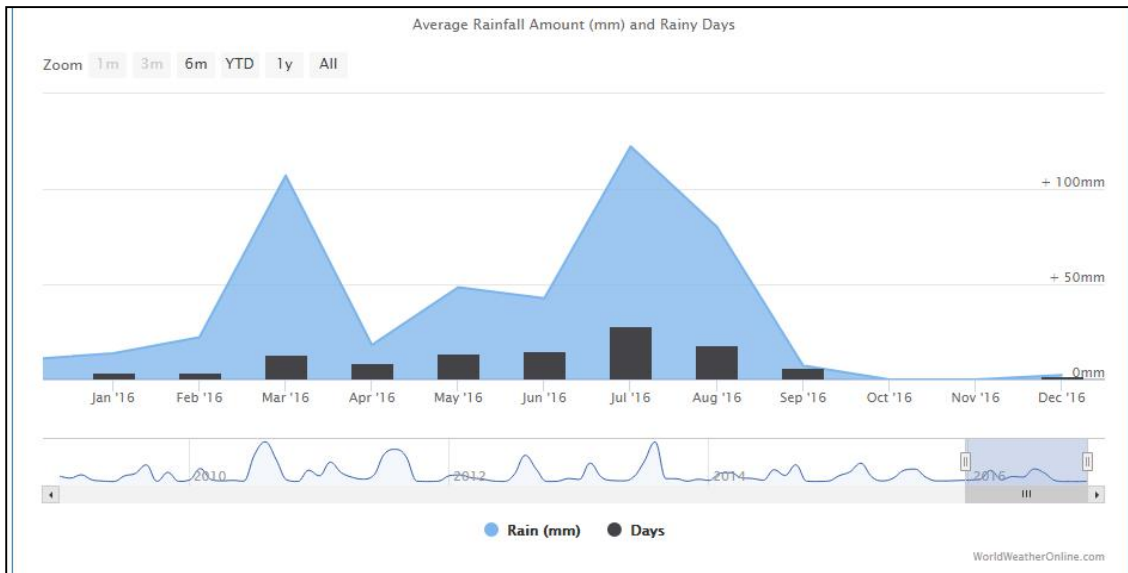 Average Rainfall Amount (mm) and Rainy Days
Zoom 1m 3m 6m YTD 1y All
+ 100mm
+ 50mm
0mm
Jan '16 Feb '16 Mar '16 Apr '16 May '16 Jun '16 Jul '16 Aug '16 Sep '16 Oct '16 Nov '16 Dec '16
2010 2012 2014 2016
Rain (mm) Days
WorldWeatherOnline.com